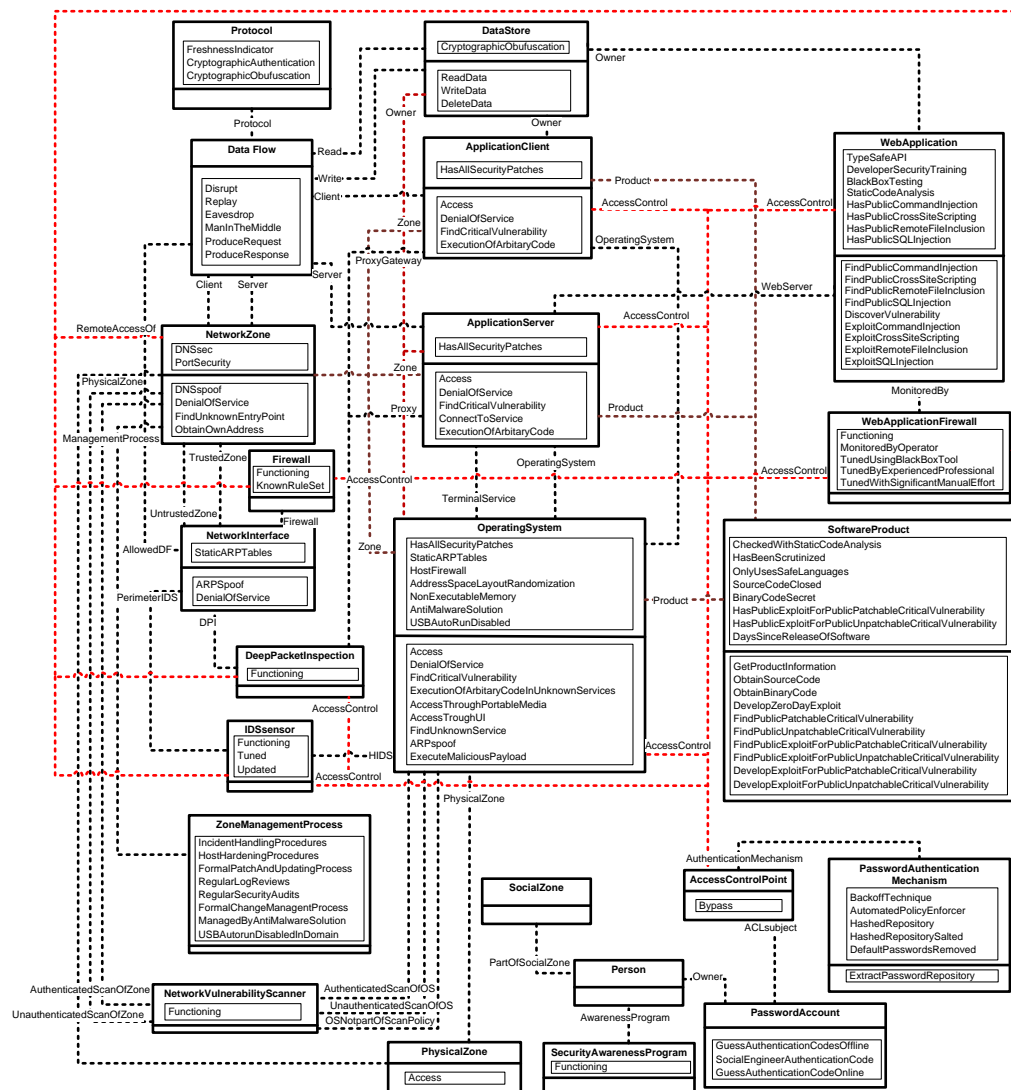 Protocol
FreshnessIndicator
CryptographicAuthentication
CryptographicObufuscation
Protocol
DataStore
CryptographicObufuscation
ReadData
WriteData
DeleteData
Owner
Owner
Owner
Data Flow
Disrupt
Replay
Eavesdrop
ManInTheMiddle
ProduceRequest
ProduceResponse
Read
Write
Client
Server
Client
Server
ApplicationClient
HasAllSecurityPatches
Access
DenialOfService
FindCriticalVulnerability
ExecutionOfArbitaryCode
Product
AccessControl
AccessControl
OperatingSystem
Zone
ProxyGateway
WebServer
WebApplication
TypeSafeAPI
DeveloperSecurityTraining
BlackBoxTesting
StaticCodeAnalysis
HasPublicCommandInjection
HasPublicCrossSiteScripting
HasPublicRemoteFileInclusion
HasPublicSQLInjection
FindPublicCommandInjection
FindPublicCrossSiteScripting
FindPublicRemoteFileInclusion
FindPublicSQLInjection
DiscoverVulnerability
ExploitCommandInjection
ExploitCrossSiteScripting
ExploitRemoteFileInclusion
ExploitSQLInjection
MonitoredBy
RemoteAccessOf
NetworkZone
DNSsec
PortSecurity
DNSspoof
DenialOfService
FindUnknownEntryPoint
ObtainOwnAddress
PhysicalZone
ManagementProcess
TrustedZone
UntrustedZone
ApplicationServer
HasAllSecurityPatches
Access
DenialOfService
FindCriticalVulnerability
ConnectToService
ExecutionOfArbitaryCode
AccessControl
Zone
Proxy
Product
OperatingSystem
TerminalService
WebApplicationFirewall
Functioning
MonitoredByOperator
TunedUsingBlackBoxTool
TunedByExperiencedProfessional
TunedWithSignificantManualEffort
AccessControl
Firewall
Functioning
KnownRuleSet
AccessControl
Firewall
AllowedDF
NetworkInterface
StaticARPTables
ARPSpoof
DenialOfService
PerimeterIDS
DPI
Zone
OperatingSystem
HasAllSecurityPatches
StaticARPTables
HostFirewall
AddressSpaceLayoutRandomization
NonExecutableMemory
AntiMalwareSolution
USBAutoRunDisabled
Access
DenialOfService
FindCriticalVulnerability
ExecutionOfArbitaryCodeInUnknownServices
AccessThroughPortableMedia
AccessTroughUI
FindUnknownService
ARPspoof
ExecuteMaliciousPayload
Product
AccessControl
SoftwareProduct
CheckedWithStaticCodeAnalysis
HasBeenScrutinized
OnlyUsesSafeLanguages
SourceCodeClosed
BinaryCodeSecret
HasPublicExploitForPublicPatchableCriticalVulnerability
HasPublicExploitForPublicUnpatchableCriticalVulnerability
DaysSinceReleaseOfSoftware
GetProductInformation
ObtainSourceCode
ObtainBinaryCode
DevelopZeroDayExploit
FindPublicPatchableCriticalVulnerability
FindPublicUnpatchableCriticalVulnerability
FindPublicExploitForPublicPatchableCriticalVulnerability
FindPublicExploitForPublicUnpatchableCriticalVulnerability
DevelopExploitForPublicPatchableCriticalVulnerability
DevelopExploitForPublicUnpatchableCriticalVulnerability
DeepPacketInspection
Functioning
AccessControl
IDSsensor
Functioning
Tuned
Updated
HIDS
AccessControl
PhysicalZone
ZoneManagementProcess
IncidentHandlingProcedures
HostHardeningProcedures
FormalPatchAndUpdatingProcess
RegularLogReviews
RegularSecurityAudits
FormalChangeManagentProcess
ManagedByAntiMalwareSolution
USBAutorunDisabledInDomain
AuthenticationMechanism
AccessControlPoint
Bypass
ACLsubject
PasswordAuthentication
Mechanism
BackoffTechnique
AutomatedPolicyEnforcer
HashedRepository
HashedRepositorySalted
DefaultPasswordsRemoved
ExtractPasswordRepository
SocialZone
PartOfSocialZone
Person
Owner
AwarenessProgram
AuthenticatedScanOfZone
UnauthenticatedScanOfZone
NetworkVulnerabilityScanner
Functioning
AuthenticatedScanOfOS
UnauthenticatedScanOfOS
OSNotpartOfScanPolicy
PhysicalZone
Access
SecurityAwarenessProgram
Functioning
PasswordAccount
GuessAuthenticationCodesOffline
SocialEngineerAuthenticationCode
GuessAuthenticationCodeOnline